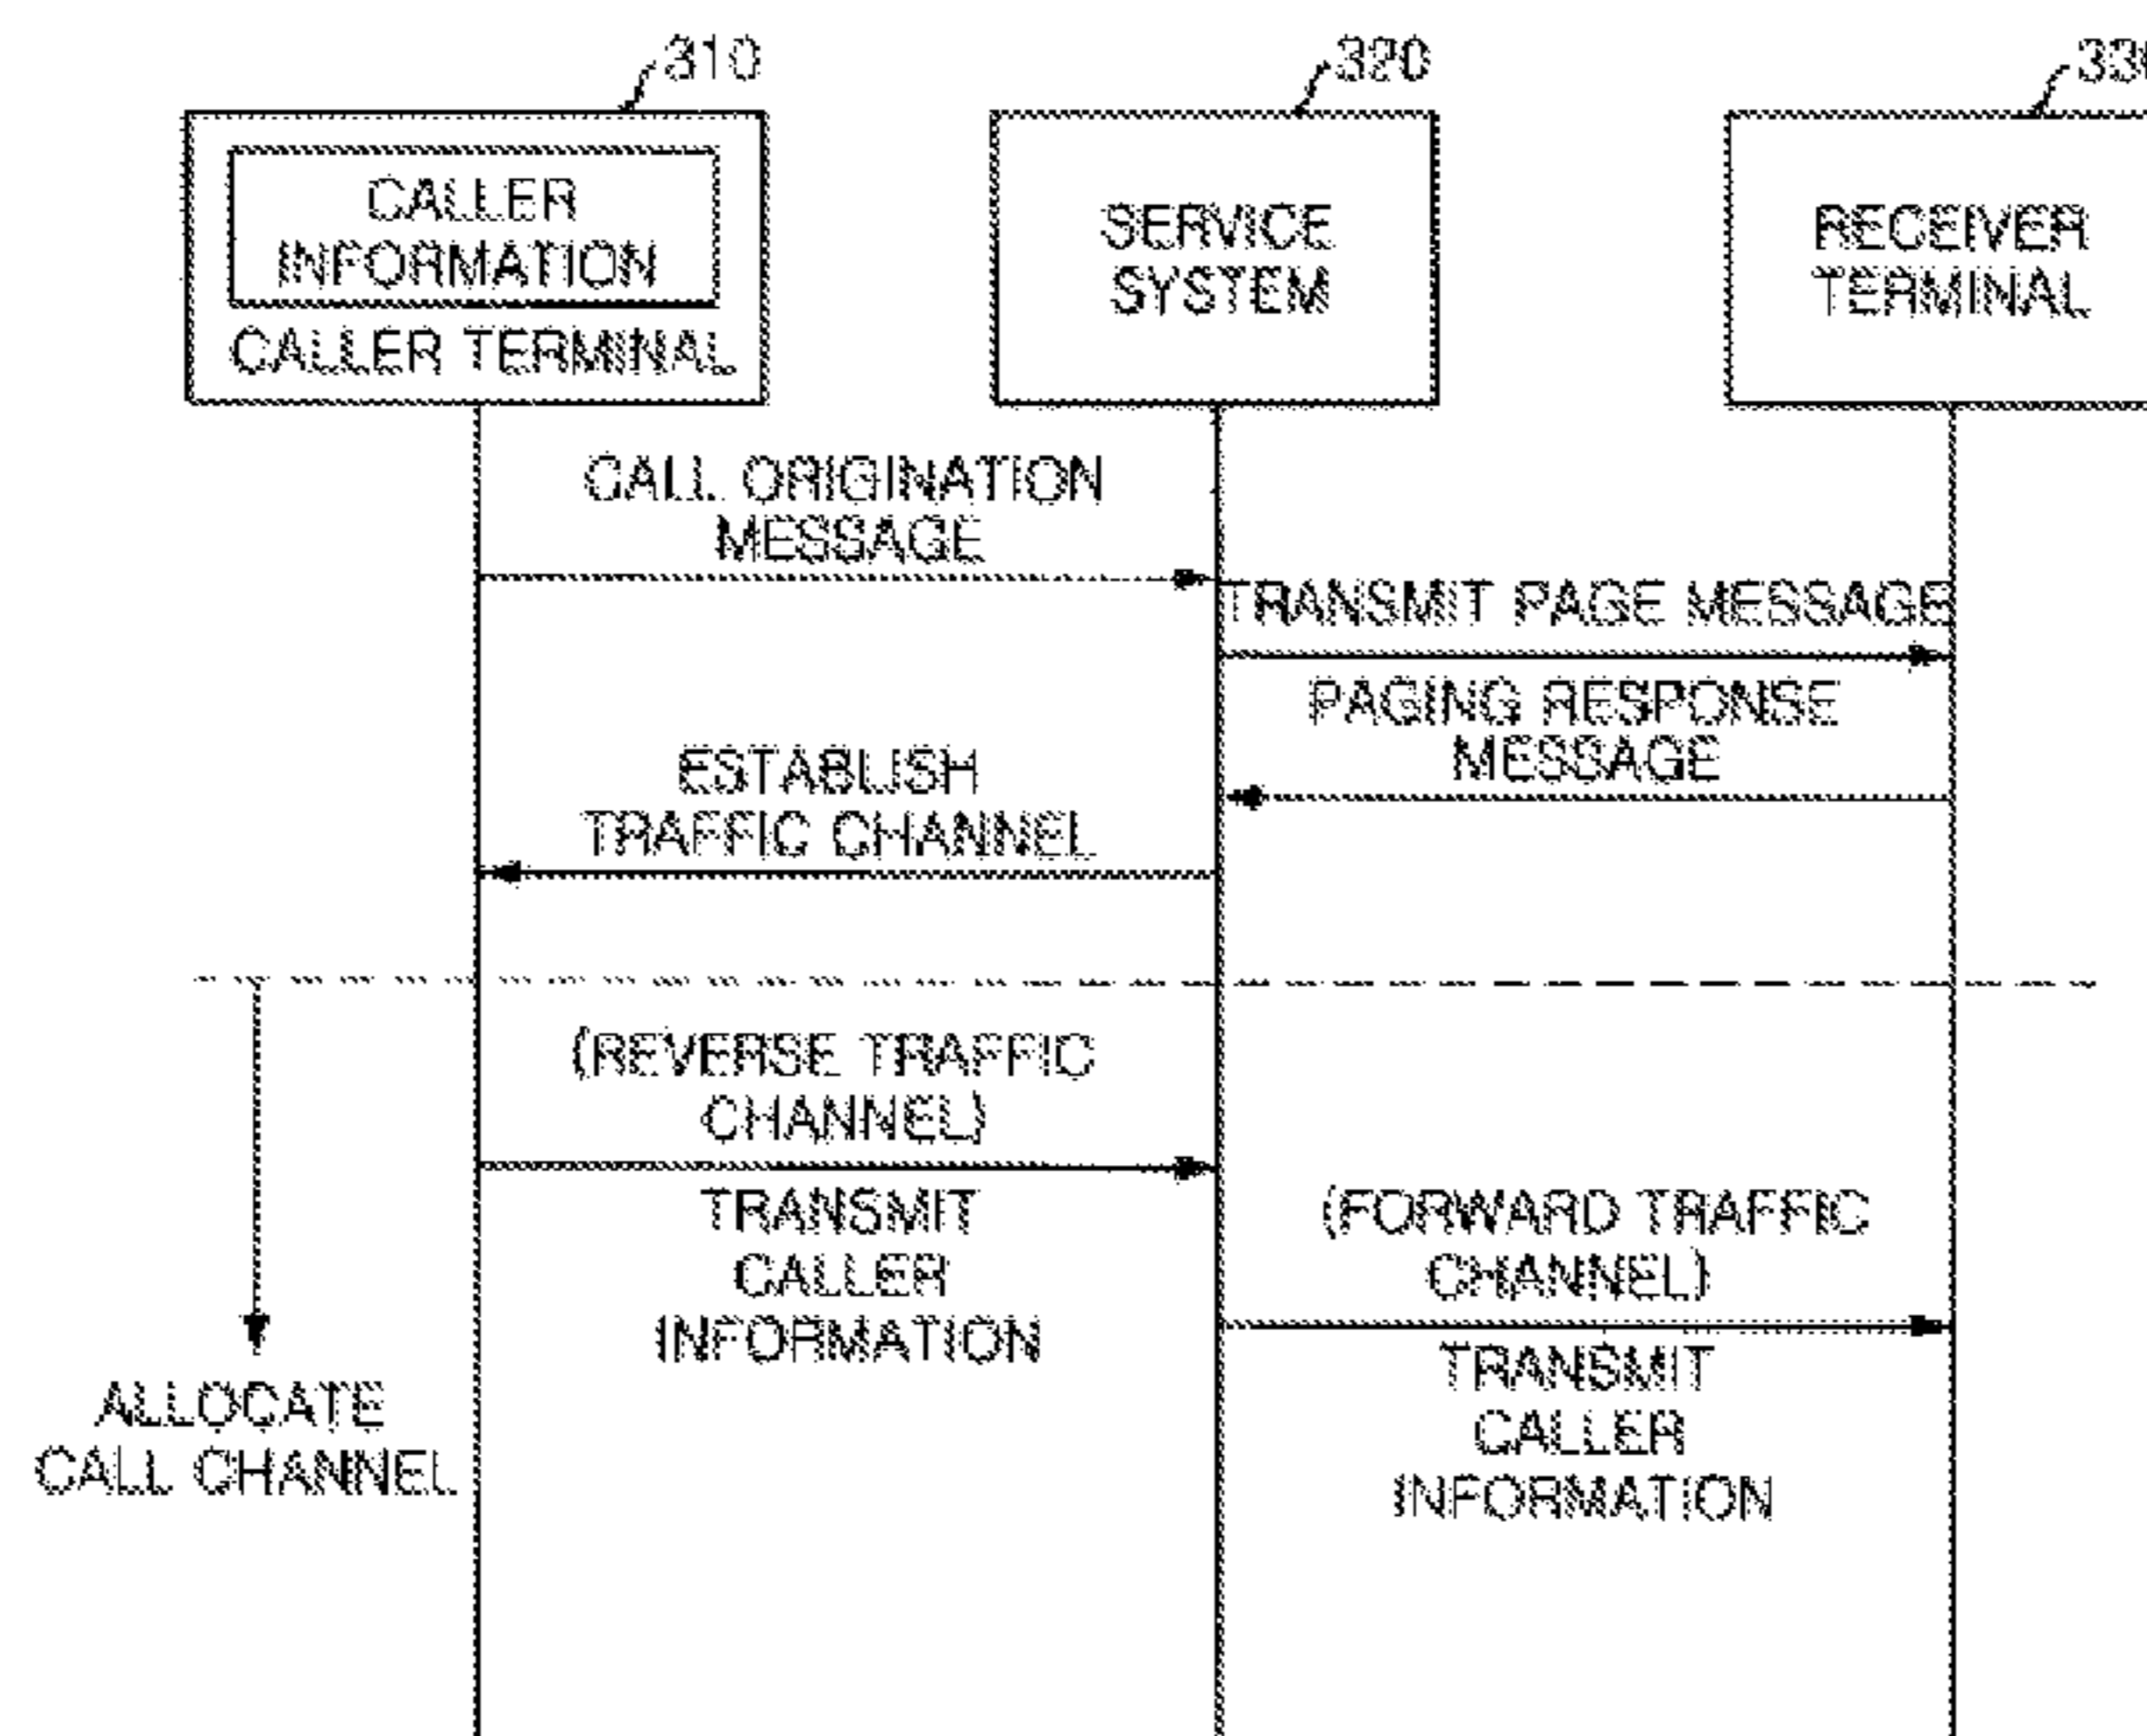 310
320
CALLER
INFORMATION
CALLER TERMINAL
SERVICE
SYSTEM
RECEIVER
TERMINAL
CALL ORIGINATION
MESSAGE
TRANSMIT PAGE MESSAGE
PAGING RESPONSE
MESSAGE
ESTABLISH
TRAFFIC CHANNEL
(REVERSE TRAFFIC
CHANNEL)
TRANSMIT
CALLER
INFORMATION
(FORWARD TRAFFIC
CHANNEL)
TRANSMIT
CALLER
INFORMATION
ALLOCATE
CALL CHANNEL